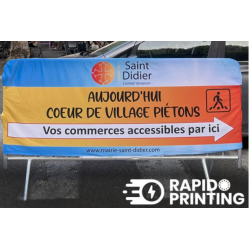 Saint
Didier
AUJOURD'HUI
COEUR DE VILLAGE PIÉTONS
Vos commerces accessibles par ici
www.mairie-saint-didier.com
RAPIDO
PRINTING